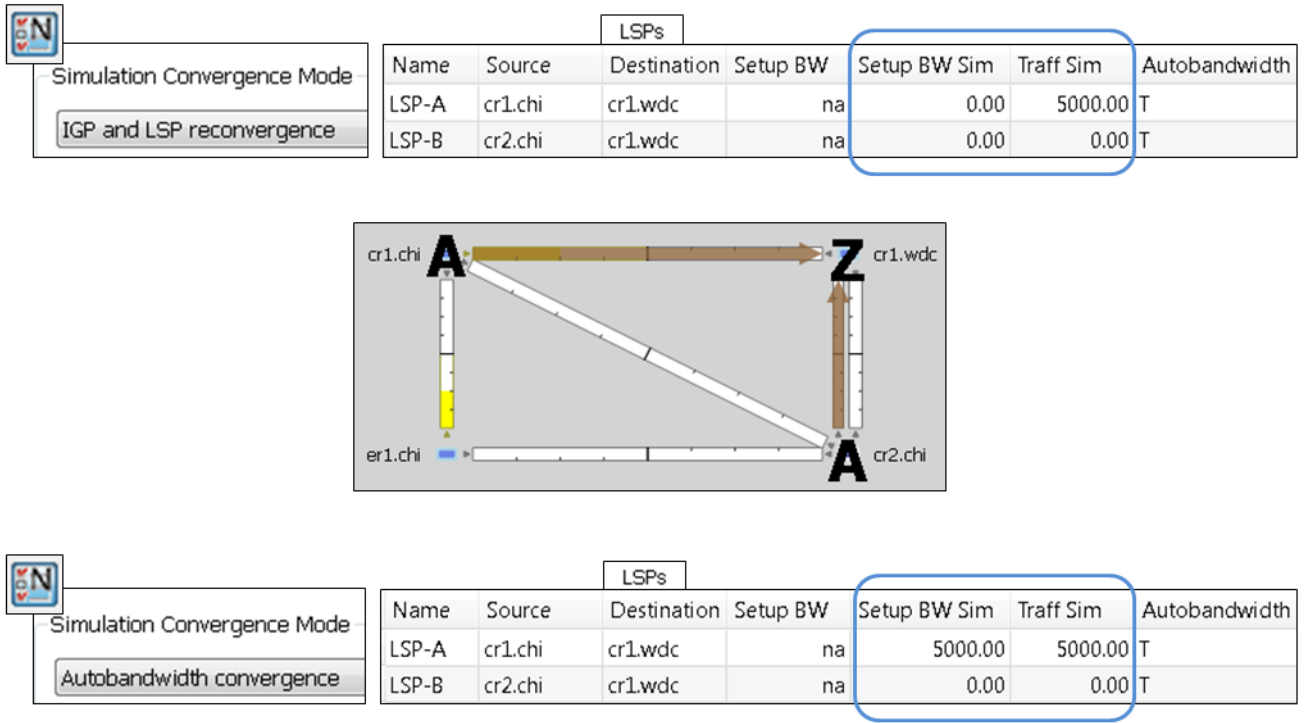 N
LSPs
Simulation Convergence Mode
IGP and LSP reconvergence
Name Source Destination Setup BW Setup BW Sim Traff Sim Autobandwidth
LSP-A cr1.chi cr1.wdc na 0.00 5000.00 T
LSP-B cr2.chi cr1.wdc na 0.00 0.00 T
cr1.chi A Z cr1.wdc
er1.chi A cr2.chi
N
LSPs
Simulation Convergence Mode
Autobandwidth convergence
Name Source Destination Setup BW Setup BW Sim Traff Sim Autobandwidth
LSP-A cr1.chi cr1.wdc na 5000.00 5000.00 T
LSP-B cr2.chi cr1.wdc na 0.00 0.00 T